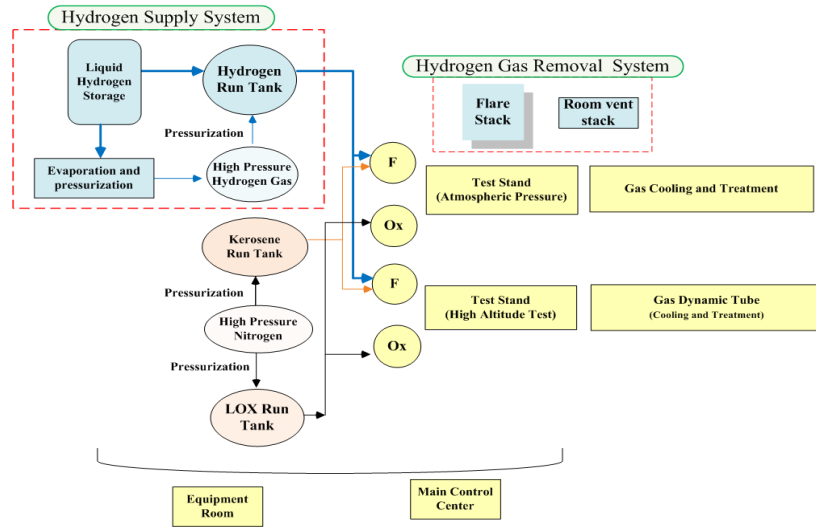 Hydrogen Supply System
Liquid
Hydrogen
Storage
Hydrogen
Run Tank
Pressurization
Evaporation and
pressurization
High Pressure
Hydrogen Gas
Hydrogen Gas Removal System
Flare
Stack
Room vent
stack
F
Test Stand
(Atmospheric Pressure)
Gas Cooling and Treatment
Ox
Kerosene
Run Tank
F
Pressurization
Test Stand
(High Altitude Test)
Gas Dynamic Tube
(Cooling and Treatment)
High Pressure
Nitrogen
Ox
Pressurization
LOX Run
Tank
Equipment
Room
Main Control
Center